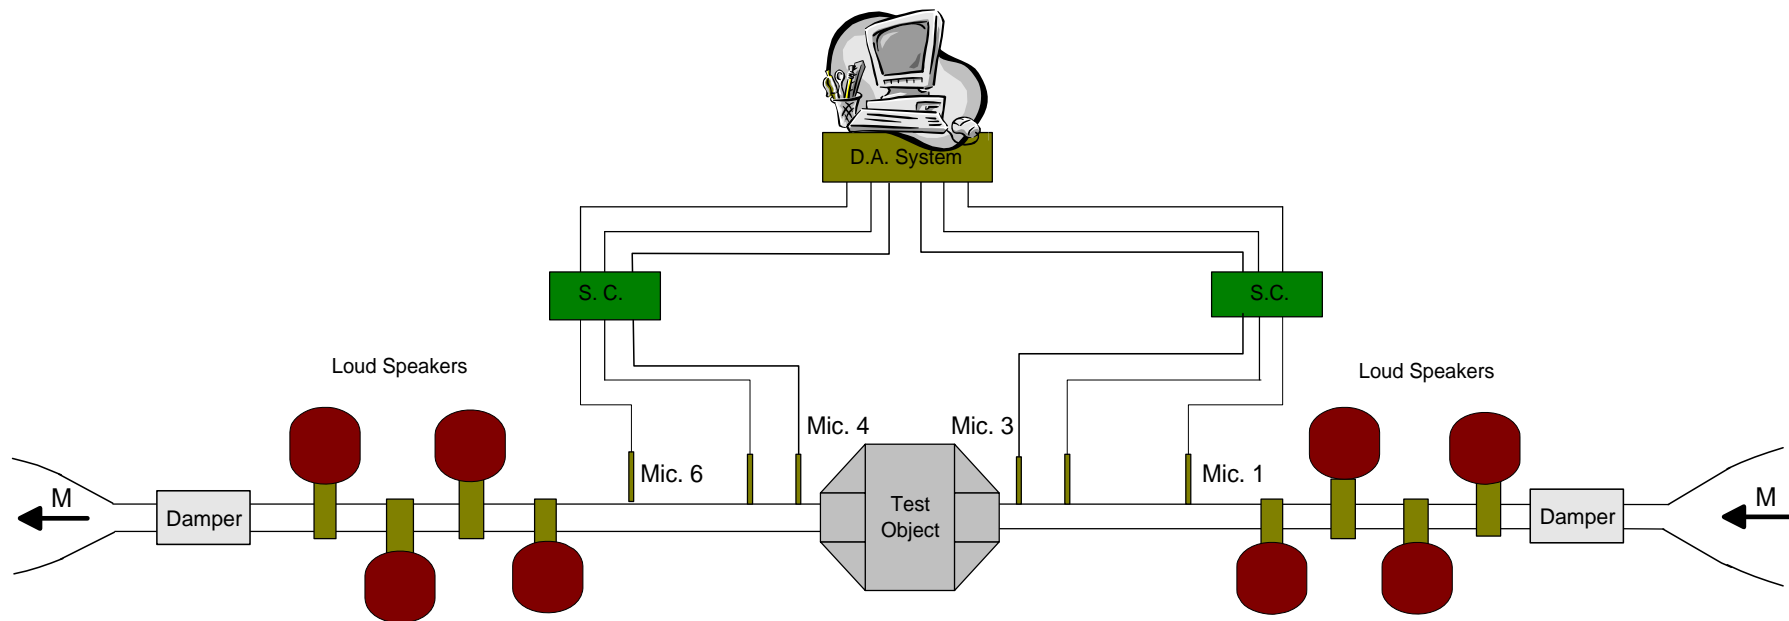 D.A. System
S. C.
S.C.
Loud Speakers
Loud Speakers
Mic. 4
Mic. 3
Mic. 6
Mic. 1
M
M
Damper
Test
Object
Damper